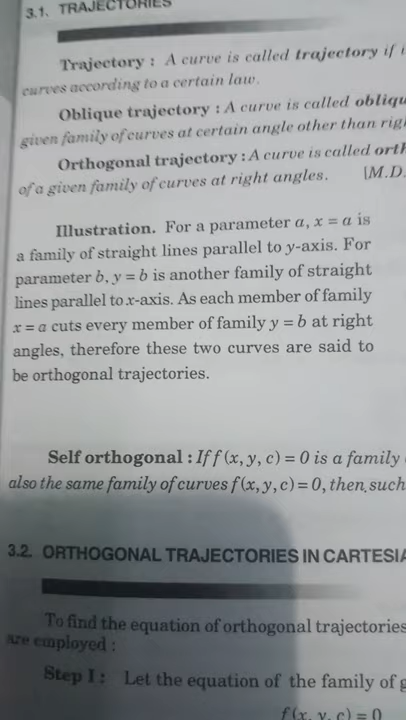 3.1. TRAJECTORIES
Trajectory : A curve is called trajectory if
curves according to a certain law.
Oblique trajectory : A curve is called
given family of curves at certain angle other than
Orthogonal trajectory : A curve is called
of a given family of curves at right angles. [M.D.
Illustration. For a parameter a, x = a is
a family of straight lines parallel to y-axis. For
parameter b, y = b is another family of straight
lines parallel to x-axis. As each member of family
x = a cuts every member of family y = b at right
angles, therefore these two curves are said to
be orthogonal trajectories.
Self orthogonal : If f (x, y, c) = 0 is a family
also the same family of curves f(x, y, c) = 0, then such
3.2. ORTHOGONAL TRAJECTORIES IN
To find the equation of orthogonal trajectories
are employed :
Step I : Let the equation of the family of
f (x, y, c) = 0